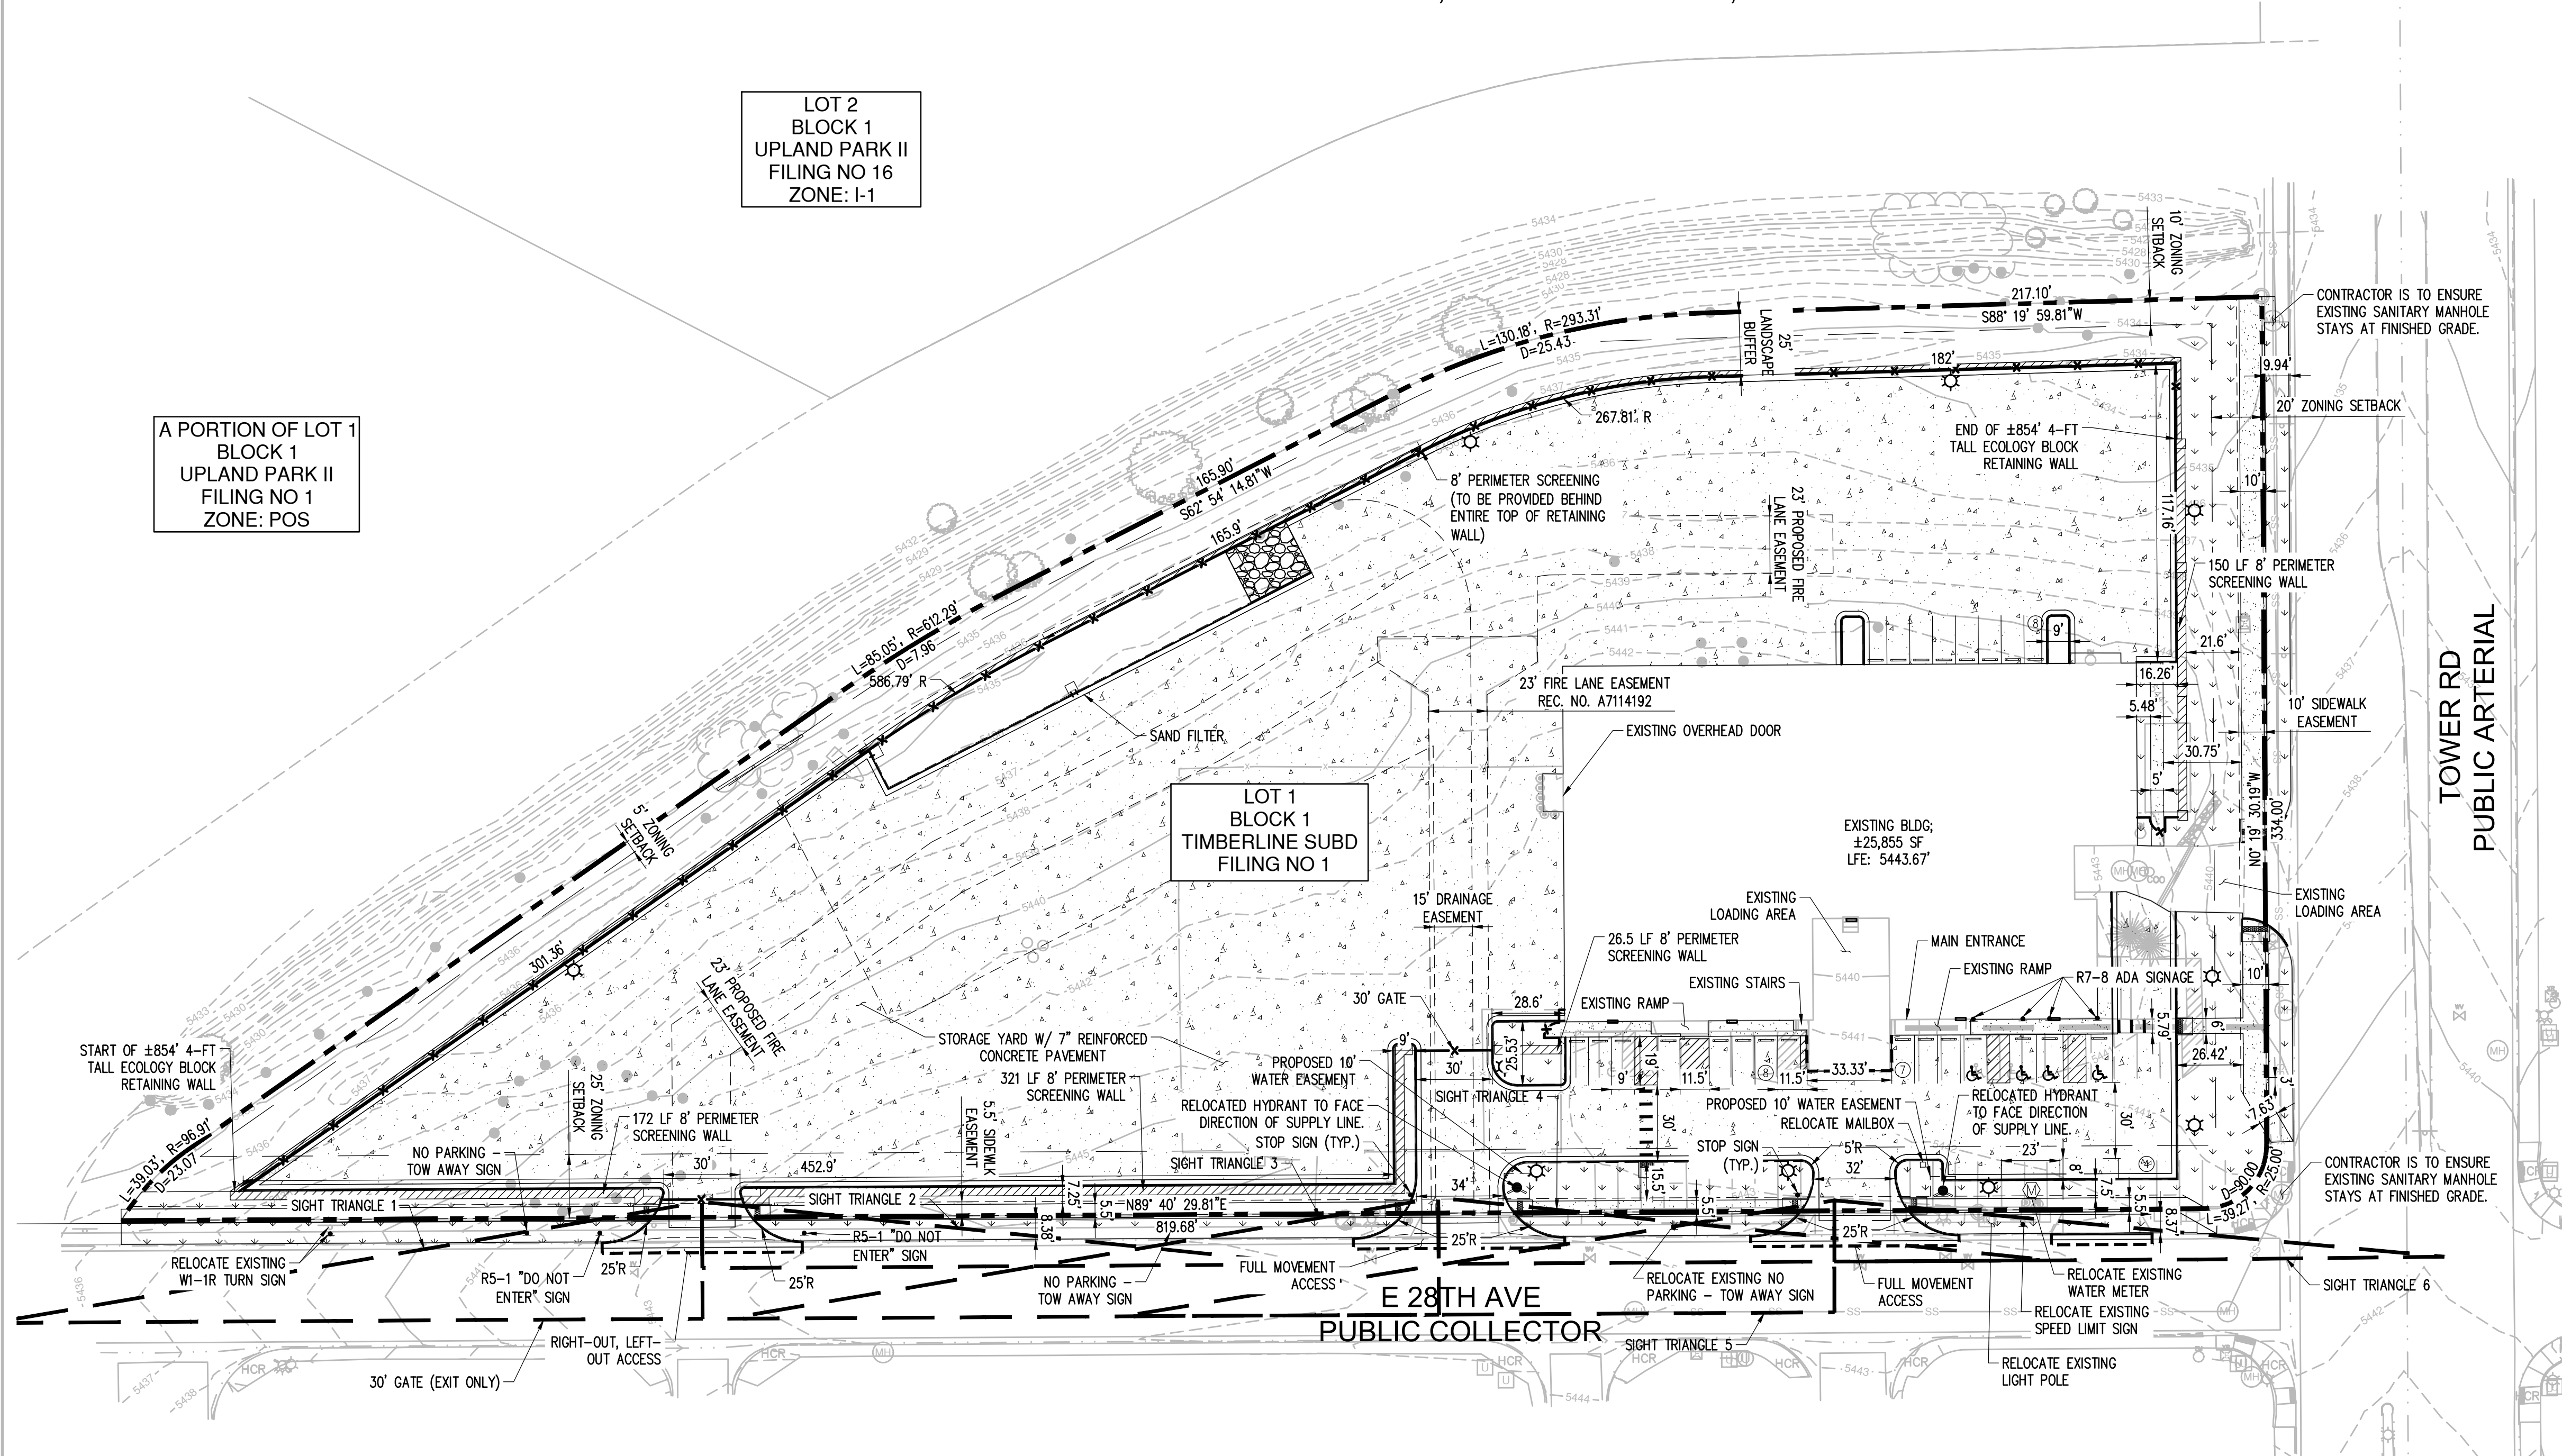 LOT 2
BLOCK 1
UPLAND PARK II
FILING NO 16
ZONE: I-1
A PORTION OF LOT 1
BLOCK 1
UPLAND PARK II
FILING NO 1
ZONE: POS
10' ZONING
SETBACK
217.10'
S88° 19' 59.81"W
CONTRACTOR IS TO ENSURE
EXISTING SANITARY MANHOLE
STAYS AT FINISHED GRADE.
L=130.18', R=293.31'
D=25.43
25'
LANDSCAPE
BUFFER
182'
9.94'
20' ZONING SETBACK
267.81' R
END OF ±854' 4-FT
TALL ECOLOGY BLOCK
RETAINING WALL
165.90'
S62° 54' 14.81"W
165.9'
8' PERIMETER SCREENING
(TO BE PROVIDED BEHIND
ENTIRE TOP OF RETAINING
WALL)
23' PROPOSED FIRE
LANE EASEMENT
117.16'
10'
150 LF 8' PERIMETER
SCREENING WALL
L=85.05', R=612.29'
D=7.96
586.79' R
8
9'
21.6'
16.26'
5.48'
10' SIDEWALK
EASEMENT
30.75'
5'
TOWER RD
PUBLIC ARTERIAL
23' FIRE LANE EASEMENT
REC. NO. A7114192
EXISTING OVERHEAD DOOR
SAND FILTER
5' ZONING
SETBACK
LOT 1
BLOCK 1
TIMBERLINE SUBD
FILING NO 1
EXISTING BLDG;
±25,855 SF
LFE: 5443.67'
N0° 19' 30.19"W
334.00'
15' DRAINAGE
EASEMENT
EXISTING
LOADING AREA
EXISTING
LOADING AREA
26.5 LF 8' PERIMETER
SCREENING WALL
MAIN ENTRANCE
EXISTING RAMP
R7-8 ADA SIGNAGE
EXISTING STAIRS
EXISTING RAMP
301.36'
23' PROPOSED FIRE
LANE EASEMENT
30' GATE
28.6'
25.53'
10'
5.79'
6'
26.42'
START OF ±854' 4-FT
TALL ECOLOGY BLOCK
RETAINING WALL
STORAGE YARD W/ 7" REINFORCED
CONCRETE PAVEMENT
321 LF 8' PERIMETER
SCREENING WALL
PROPOSED 10'
WATER EASEMENT
9'
30'
SIGHT TRIANGLE 4
19'
9'
11.5'
8
11.5'
33.33'
7
RELOCATED HYDRANT TO FACE
DIRECTION OF SUPPLY LINE.
STOP SIGN (TYP.)
PROPOSED 10' WATER EASEMENT
RELOCATE MAILBOX
RELOCATED HYDRANT
TO FACE DIRECTION
OF SUPPLY LINE.
25' ZONING
SETBACK
172 LF 8' PERIMETER
SCREENING WALL
5.5' SIDEWLK
EASEMENT
30'
STOP SIGN
(TYP.)
5'R
32'
23'
30'
8'
3'
7.63'
L=39.03', R=96.91'
D=23.07
NO PARKING –
TOW AWAY SIGN
30'
452.9'
SIGHT TRIANGLE 3
34'
15.5'
5.5'
7.5'
5.5'
8.37'
CONTRACTOR IS TO ENSURE
EXISTING SANITARY MANHOLE
STAYS AT FINISHED GRADE.
D=90.00
L=39.27', R=25.00'
SIGHT TRIANGLE 1
SIGHT TRIANGLE 2
7.25'
5.5'
8.38'
N89° 40' 29.81"E
819.68'
25'R
25'R
RELOCATE EXISTING
W1-1R TURN SIGN
R5-1 "DO NOT
ENTER" SIGN
25'R
25'R
R5-1 "DO NOT
ENTER" SIGN
NO PARKING –
TOW AWAY SIGN
FULL MOVEMENT
ACCESS
RELOCATE EXISTING NO
PARKING – TOW AWAY SIGN
FULL MOVEMENT
ACCESS
RELOCATE EXISTING
WATER METER
SIGHT TRIANGLE 6
E 28TH AVE
PUBLIC COLLECTOR
RELOCATE EXISTING
SPEED LIMIT SIGN
SIGHT TRIANGLE 5
RIGHT-OUT, LEFT-
OUT ACCESS
30' GATE (EXIT ONLY)
RELOCATE EXISTING
LIGHT POLE